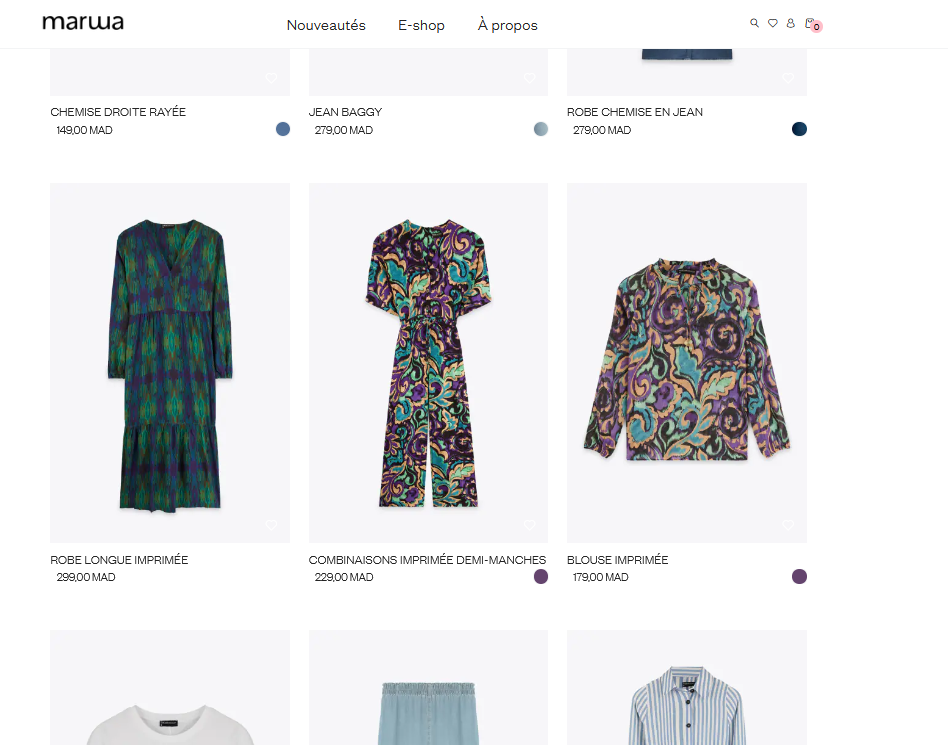 marwa
Nouveautés E-shop À propos
0
CHEMISE DROITE RAYÉE
149,00 MAD
JEAN BAGGY
279,00 MAD
ROBE CHEMISE EN JEAN
279,00 MAD
ROBE LONGUE IMPRIMÉE
299,00 MAD
COMBINAISONS IMPRIMÉE DEMI-MANCHES
229,00 MAD
BLOUSE IMPRIMÉE
179,00 MAD